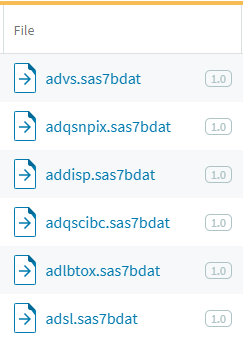 File
advs.sas7bdat 1.0
adqsnpix.sas7bdat 1.0
addisp.sas7bdat 1.0
adqscibc.sas7bdat 1.0
adlbtox.sas7bdat 1.0
adsl.sas7bdat 1.0